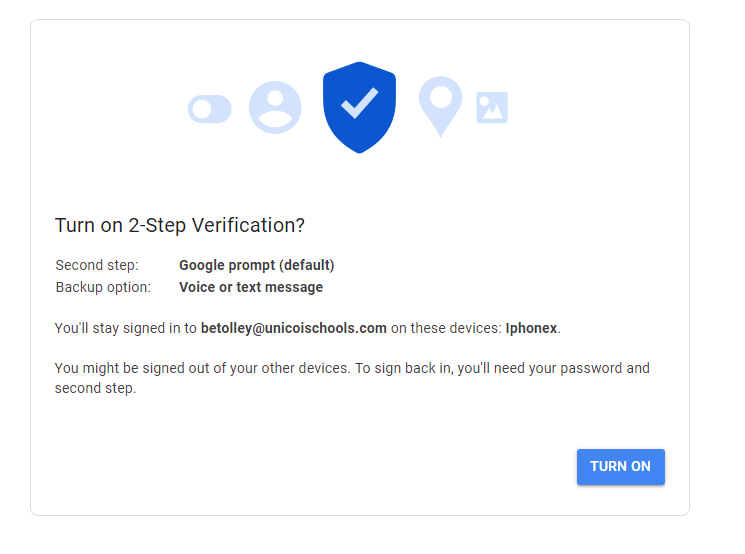 Turn on 2-Step Verification?
Second step: Google prompt (default)
Backup option: Voice or text message
You'll stay signed in to betolley@unicoischools.com on these devices: Iphonex.
You might be signed out of your other devices. To sign back in, you'll need your password and
second step.
TURN ON